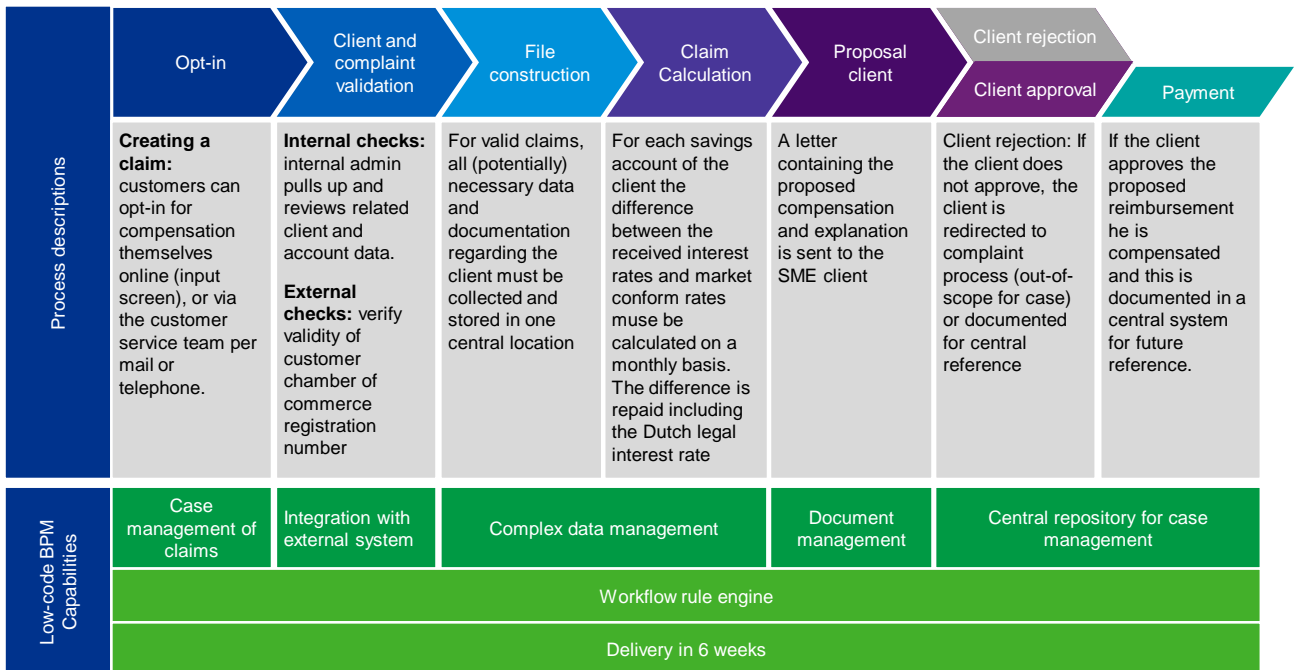 Process descriptions
Opt-in
Client and
complaint
validation
File
construction
Claim
Calculation
Proposal
client
Client rejection
Client approval
Payment
Creating a
claim:
customers can
opt-in for
compensation
themselves
online (input
screen), or via
the customer
service team per
mail or
telephone.
Internal checks:
internal admin
pulls up and
reviews related
client and
account data.
External
checks: verify
validity of
customer
chamber of
commerce
registration
number
For valid claims,
all (potentially)
necessary data
and
documentation
regarding the
client must be
collected and
stored in one
central location
For each savings
account of the
client the
difference
between the
received interest
rates and market
conform rates
muse be
calculated on a
monthly basis.
The difference is
repaid including
the Dutch legal
interest rate
A letter
containing the
proposed
compensation
and explanation
is sent to the
SME client
Client rejection: If
the client does
not approve, the
client is
redirected to
complaint
process (out-of-
scope for case)
or documented
for central
reference
If the client
approves the
proposed
reimbursement
he is
compensated
and this is
documented in a
central system
for future
reference.
Low-code BPM
Capabilities
Case
management of
claims
Integration with
external system
Complex data management
Document
management
Central repository for case
management
Workflow rule engine
Delivery in 6 weeks